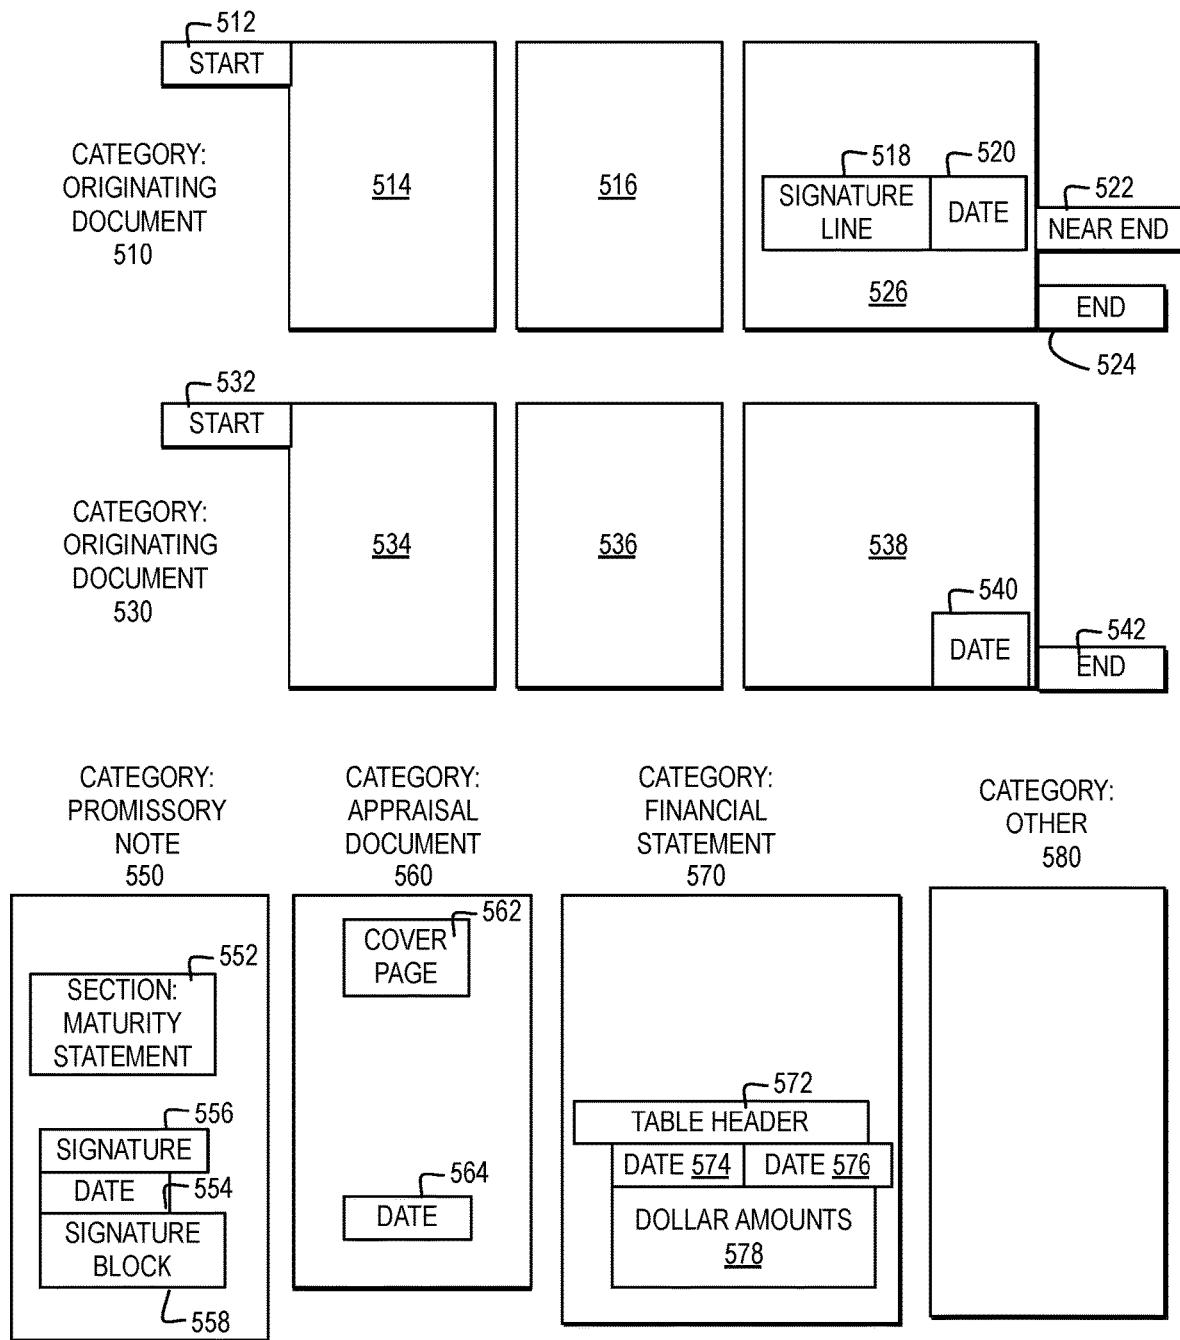 512
START
CATEGORY:
ORIGINATING
DOCUMENT
510
514
516
518
520
SIGNATURE
LINE
DATE
522
NEAR END
526
END
524
532
START
CATEGORY:
ORIGINATING
DOCUMENT
530
534
536
538
540
DATE
542
END
CATEGORY:
PROMISSORY
NOTE
550
552
SECTION:
MATURITY
STATEMENT
556
SIGNATURE
DATE
554
SIGNATURE
BLOCK
558
CATEGORY:
APPRAISAL
DOCUMENT
560
562
COVER
PAGE
564
DATE
CATEGORY:
FINANCIAL
STATEMENT
570
572
TABLE HEADER
DATE 574
DATE 576
DOLLAR AMOUNTS
578
CATEGORY:
OTHER
580